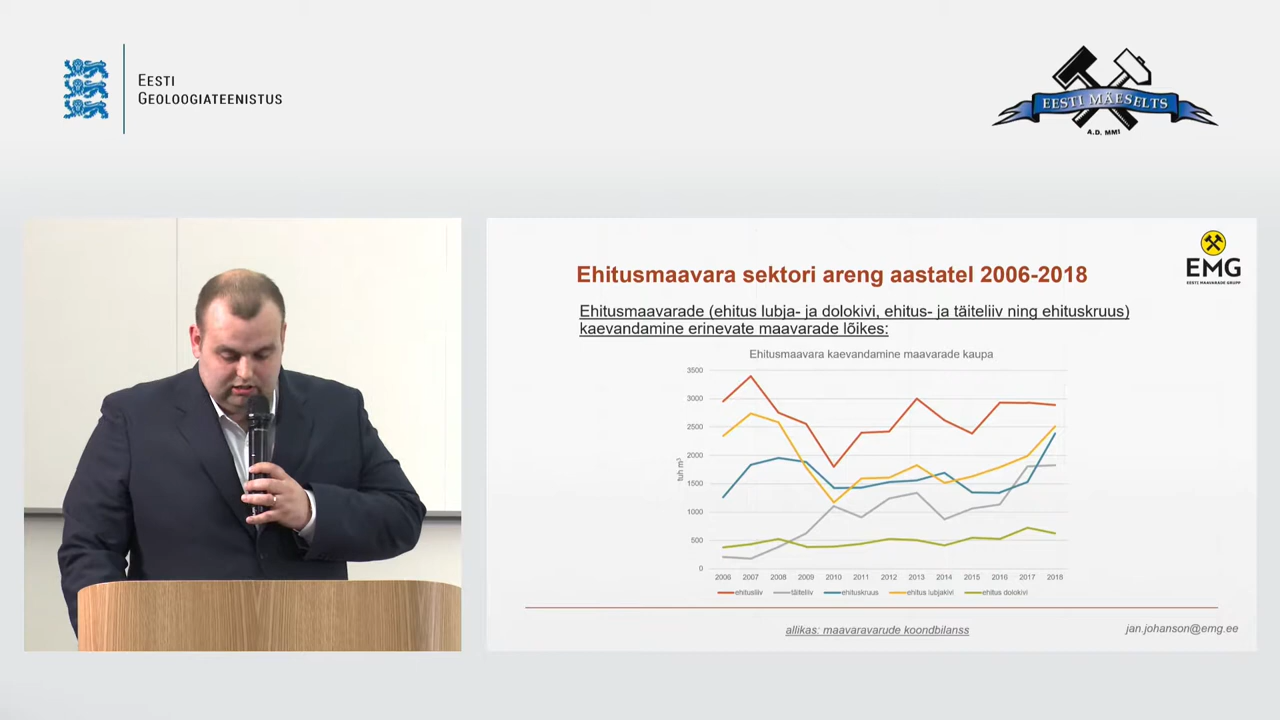 EESTI
GEOLOOGIATEENISTUS
EESTI MÄESELTS
A.D. MMI
EMG
EESTI MAAVARADE GRUPP
Ehitusmaavara sektori areng aastatel 2006-2018
Ehitusmaavarade (ehitus lubja- ja dolokivi, ehitus- ja täiteliiv ning ehituskruus)
kaevandamine erinevate maavarade lõikes:
Ehitusmaavara kaevandamine maavarade kaupa
tuh m³
3500
3000
2500
2000
1500
1000
500
0
2006 2007 2008 2009 2010 2011 2012 2013 2014 2015 2016 2017 2018
ehitusliiv täiteliiv ehituskruus ehitus lubjakivi ehitus dolokivi
allikas: maavaravarude koondbilanss
jan.johanson@emg.ee